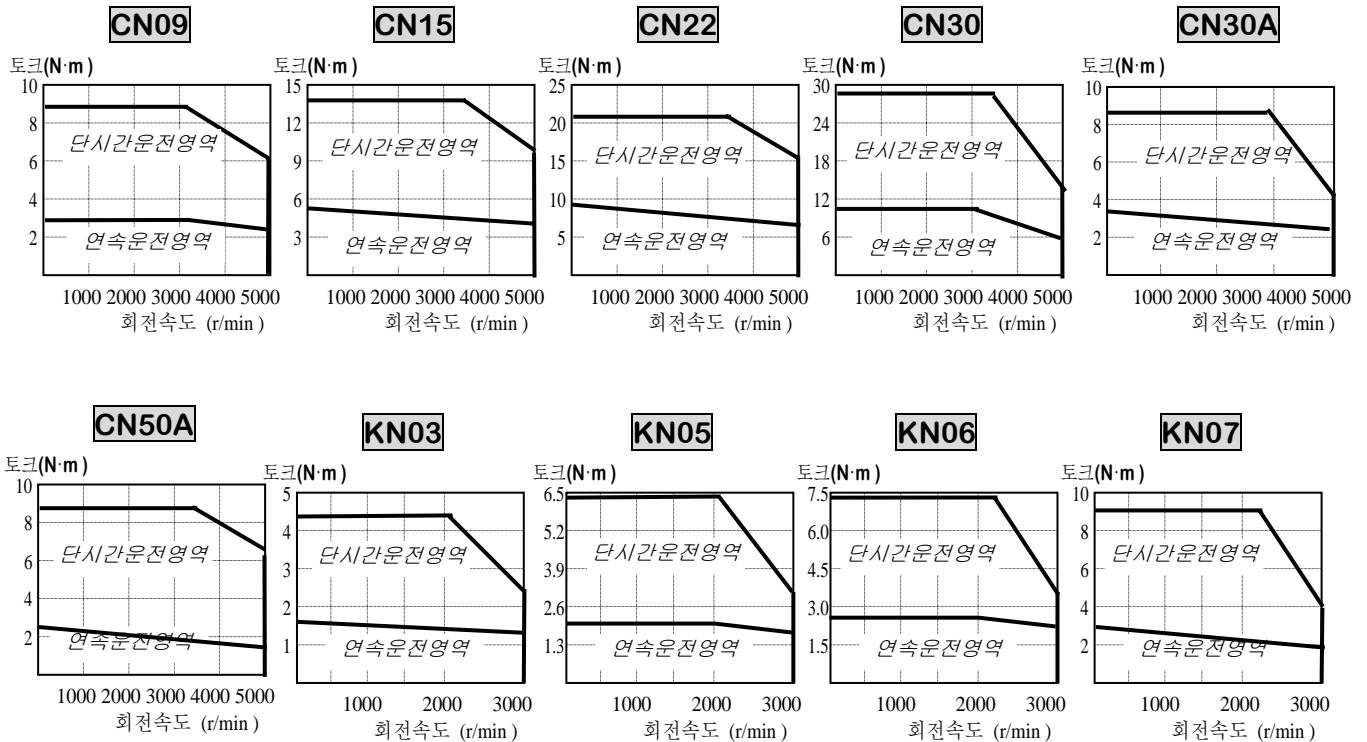 CN09
토크(N·m)
10
8
6
4
2
단시간운전영역
연속운전영역
1000 2000 3000 4000 5000
회전속도 (r/min)
CN15
토크(N·m)
15
12
9
6
3
단시간운전영역
연속운전영역
1000 2000 3000 4000 5000
회전속도 (r/min)
CN22
토크(N·m)
25
20
15
10
5
단시간운전영역
연속운전영역
1000 2000 3000 4000 5000
회전속도 (r/min)
CN30
토크(N·m)
30
24
18
12
6
단시간운전영역
연속운전영역
1000 2000 3000 4000 5000
회전속도 (r/min)
CN30A
토크(N·m)
10
8
6
4
2
단시간운전영역
연속운전영역
1000 2000 3000 4000 5000
회전속도 (r/min)
CN50A
토크(N·m)
10
8
6
4
2
단시간운전영역
연속운전영역
1000 2000 3000 4000 5000
회전속도 (r/min)
KN03
토크(N·m)
5
4
3
2
1
단시간운전영역
연속운전영역
1000 2000 3000
회전속도 (r/min)
KN05
토크(N·m)
6.5
5.2
3.9
2.6
1.3
단시간운전영역
연속운전영역
1000 2000 3000
회전속도 (r/min)
KN06
토크(N·m)
7.5
6.0
4.5
3.0
1.5
단시간운전영역
연속운전영역
1000 2000 3000
회전속도 (r/min)
KN07
토크(N·m)
10
8
6
4
2
단시간운전영역
연속운전영역
1000 2000 3000
회전속도 (r/min)